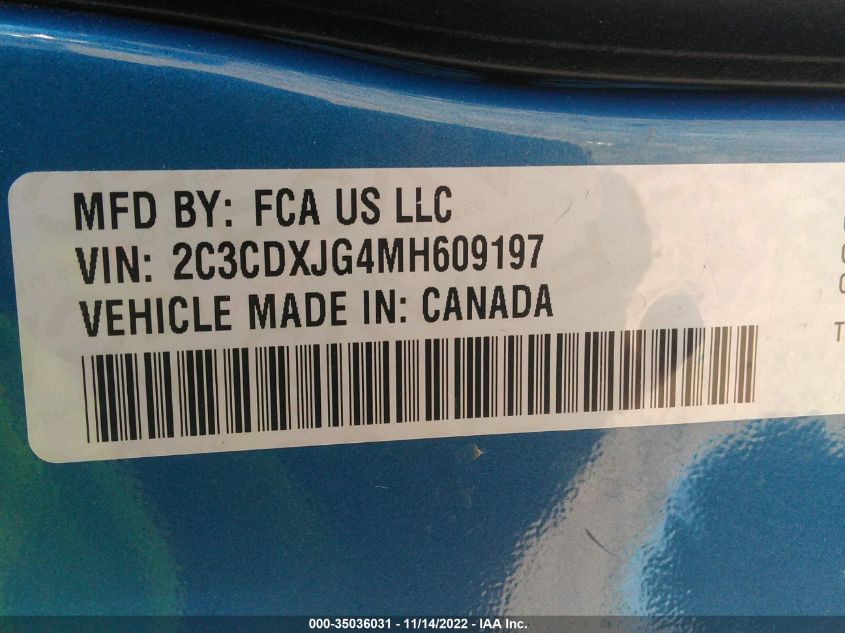 MFD BY: FCA US LLC
VIN: 2C3CDXJG4MH609197
VEHICLE MADE IN: CANADA
T
000-35036031 - 11/14/2022 - IAA Inc.